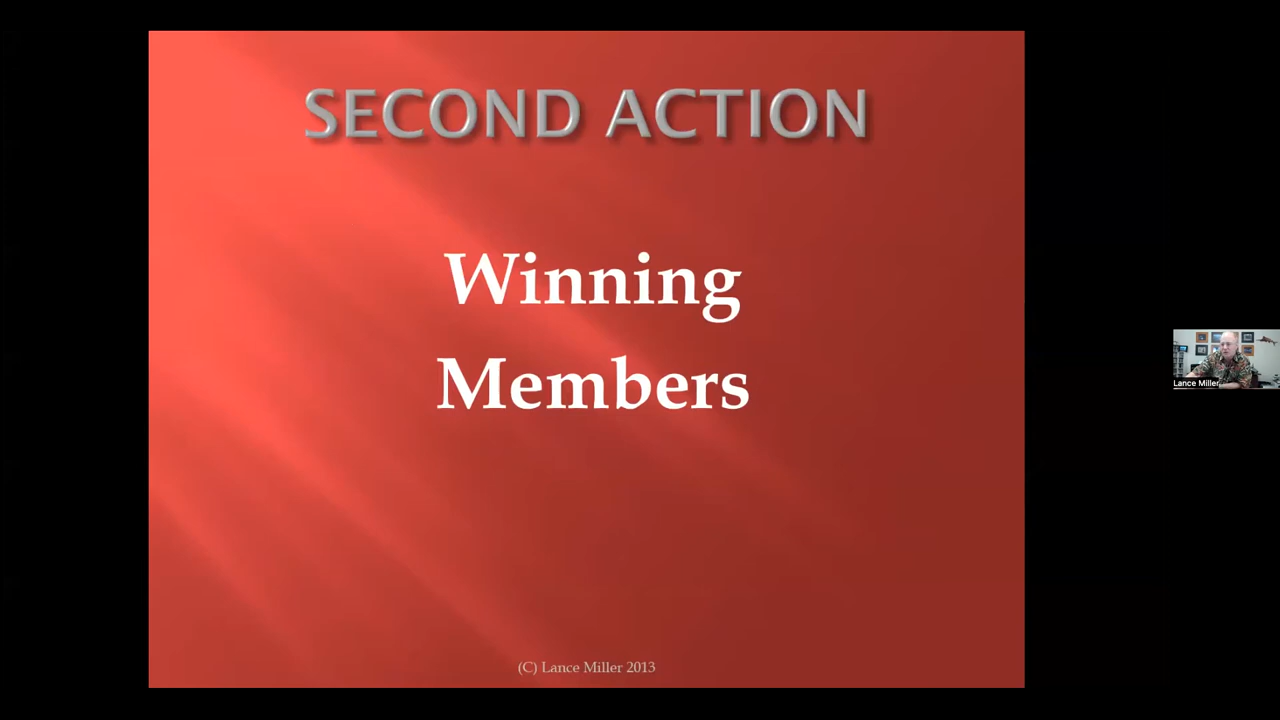 SECOND ACTION
Winning
Members
(C) Lance Miller 2013
Lance Miller